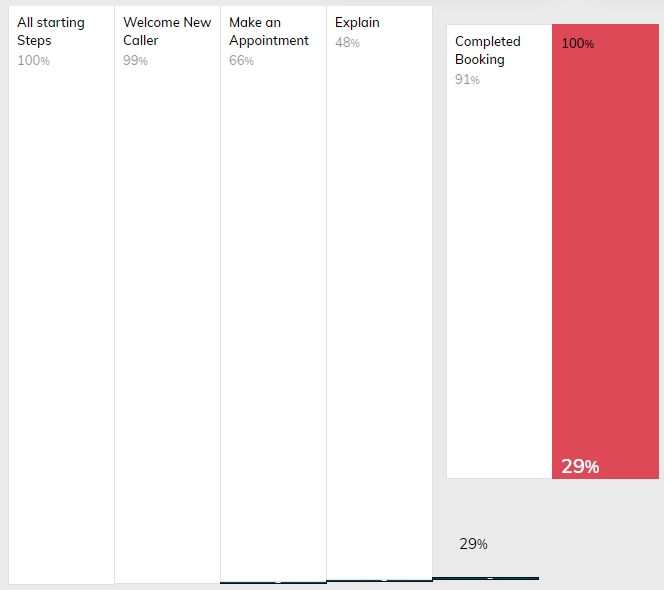 All starting
Steps
100%
Welcome New
Caller
99%
Make an
Appointment
66%
Explain
48%
Completed
Booking
91%
100%
29%
29%